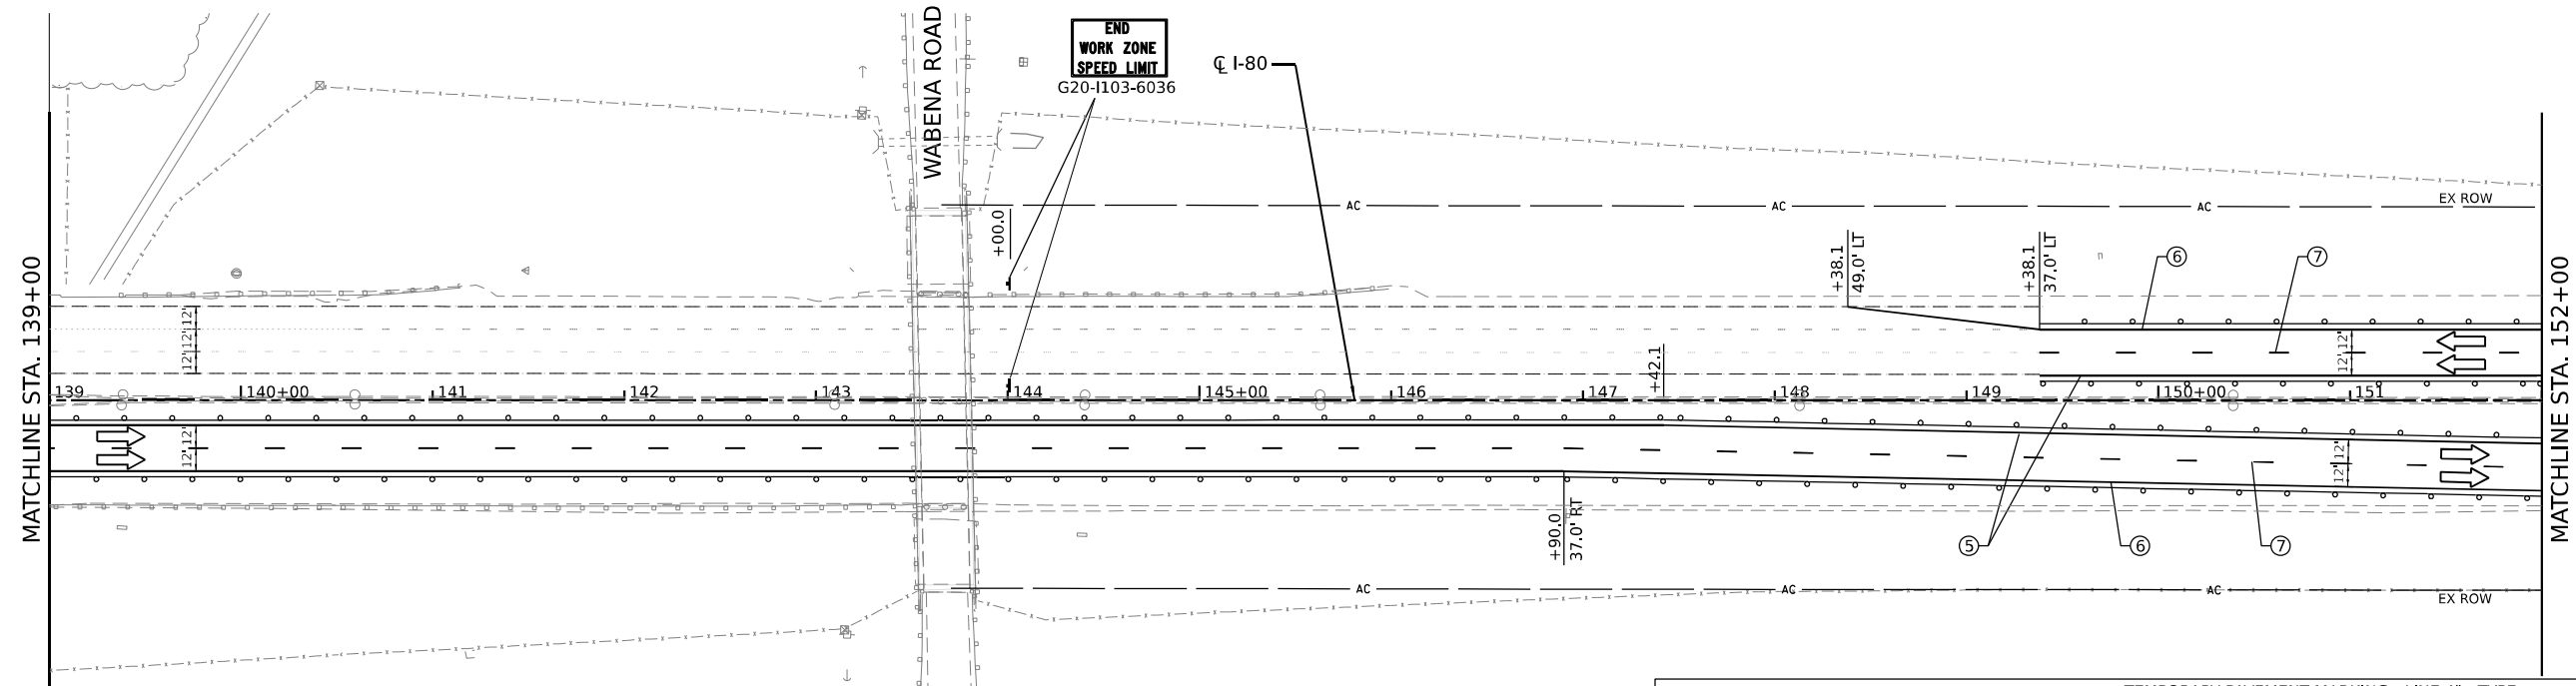 WABENA ROAD
END
WORK ZONE
SPEED LIMIT
G20-I103-6036
℄ I-80
AC
AC
AC
EX ROW
+00.0
+38.1
49.0' LT
+38.1
37.0' LT
6
7
MATCHLINE STA. 139+00
MATCHLINE STA. 152+00
12' 12' 12'
12' 12'
+42.1
139
140+00
141
142
143
144
145+00
146
147
148
149
150+00
151
12' 12'
12' 12'
+90.0
37.0' RT
5
6
7
AC
AC
AC
EX ROW